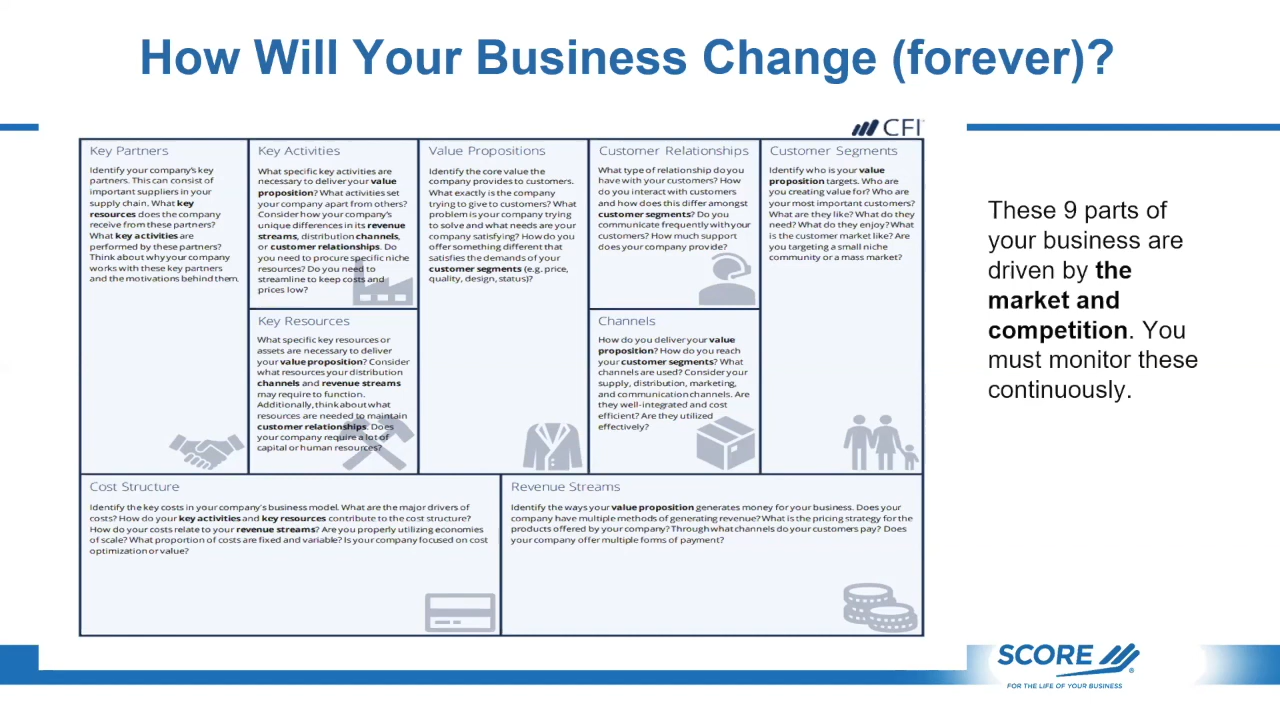 How Will Your Business Change (forever)?
CFI
Key Partners
Identify your company's key
partners. This can consist of
important suppliers in your
supply chain. What key
resources does the company
receive from these partners?
What key activities are
performed by these partners?
Think about why your company
works with these key partners
and the motivations behind them.
Key Activities
What specific key activities are
necessary to deliver your value
proposition? What activities set
your company apart from others?
Consider how your company's
unique differences in its revenue
streams, distribution channels,
or customer relationships. Do
you need to procure specific niche
resources? Do you need to
streamline to keep costs and
prices low?
Key Resources
What specific key resources or
assets are necessary to deliver
your value proposition? Consider
what resources your distribution
channels and revenue streams
may require to function.
Additionally, think about what
resources are needed to maintain
customer relationships. Does
your company require a lot of
capital or human resources?
Value Propositions
Identify the core value the
company provides to customers.
What exactly is the company
trying to give to customers? What
problem is your company trying
to solve and what needs are your
company satisfying? How do you
offer something different that
satisfies the demands of your
customer segments (e.g. price,
quality, design, status)?
Customer Relationships
What type of relationship do you
have with your customers? How
do you interact with customers
and how does this differ amongst
customer segments? Do you
communicate frequently with your
customers? How much support
does your company provide?
Channels
How do you deliver your value
proposition? How do you reach
your customer segments? What
channels are used? Consider your
supply, distribution, marketing,
and communication channels. Are
they well-integrated and cost
efficient? Are they utilized
effectively?
Customer Segments
Identify who is your value
proposition targets. Who are
you creating value for? Who are
your most important customers?
What are they like? What do they
need? What do they enjoy? What
is the customer market like? Are
you targeting a small niche
community or a mass market?
Cost Structure
Identify the key costs in your company's business model. What are the major drivers of
costs? How do your key activities and key resources contribute to the cost structure?
How do your costs relate to your revenue streams? Are you properly utilizing economies
of scale? What proportion of costs are fixed and variable? Is your company focused on cost
optimization or value?
Revenue Streams
Identify the ways your value proposition generates money for your business. Does your
company have multiple methods of generating revenue? What is the pricing strategy for the
products offered by your company? Through what channels do your customers pay? Does
your company offer multiple forms of payment?
These 9 parts of
your business are
driven by the
market and
competition. You
must monitor these
continuously.
SCORE
FOR THE LIFE OF YOUR BUSINESS